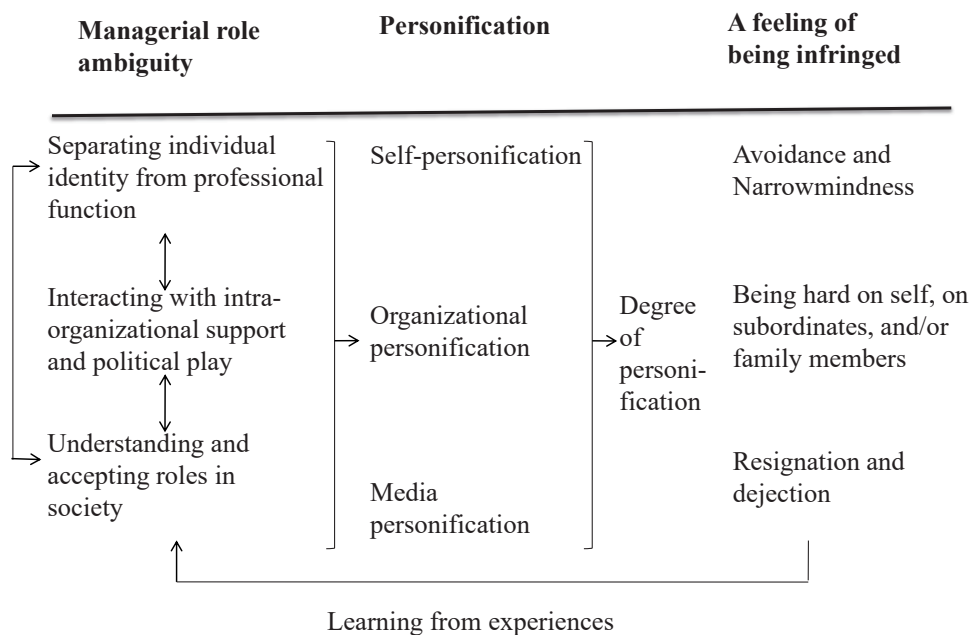 Managerial role
ambiguity
Personification
A feeling of
being infringed
Separating individual
identity from professional
function
Interacting with intra-
organizational support
and political play
Understanding and
accepting roles in
society
Self-personification
Organizational
personification
Media
personification
Degree
of
personi-
fication
Avoidance and
Narrowmindness
Being hard on self, on
subordinates, and/or
family members
Resignation and
dejection
Learning from experiences